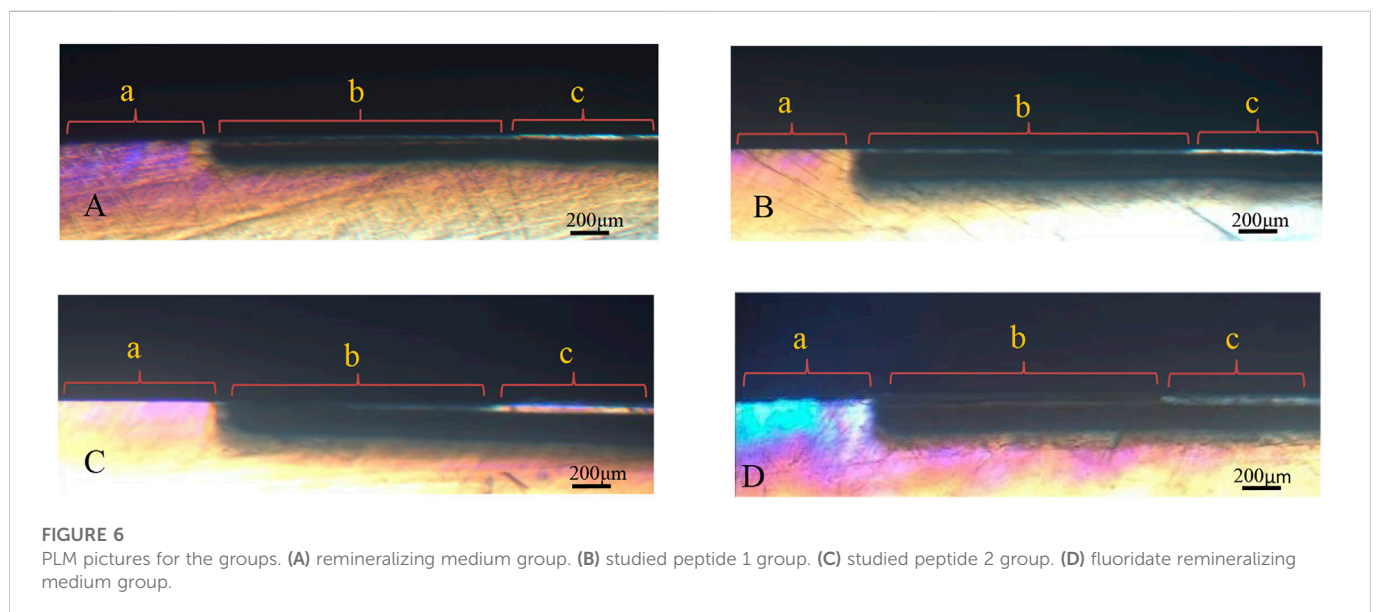 a
b
c
A
200μm
a
b
c
B
200μm
a
b
c
C
200μm
a
b
c
D
200μm
FIGURE 6
PLM pictures for the groups. (A) remineralizing medium group. (B) studied peptide 1 group. (C) studied peptide 2 group. (D) fluoridate remineralizing
medium group.